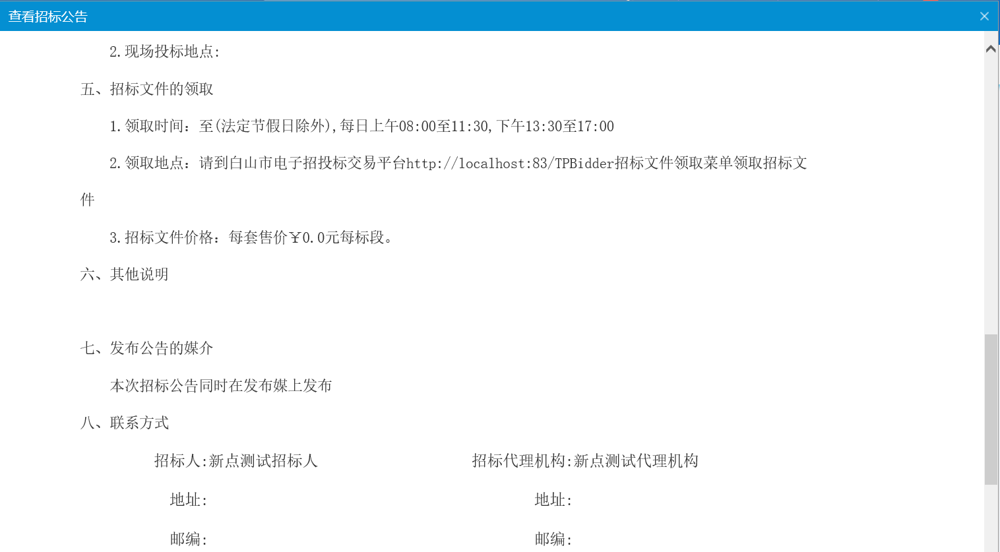 查看招标公告
2.现场投标地点:
五、招标文件的领取
1.领取时间：至(法定节假日除外),每日上午08:00至11:30,下午13:30至17:00
2.领取地点：请到白山市电子招投标交易平台http://localhost:83/TPBidder招标文件领取菜单领取招标文
件
3.招标文件价格：每套售价￥0.0元每标段。
六、其他说明
七、发布公告的媒介
本次招标公告同时在发布媒上发布
八、联系方式
招标人:新点测试招标人 招标代理机构:新点测试代理机构
地址: 地址:
邮编: 邮编: